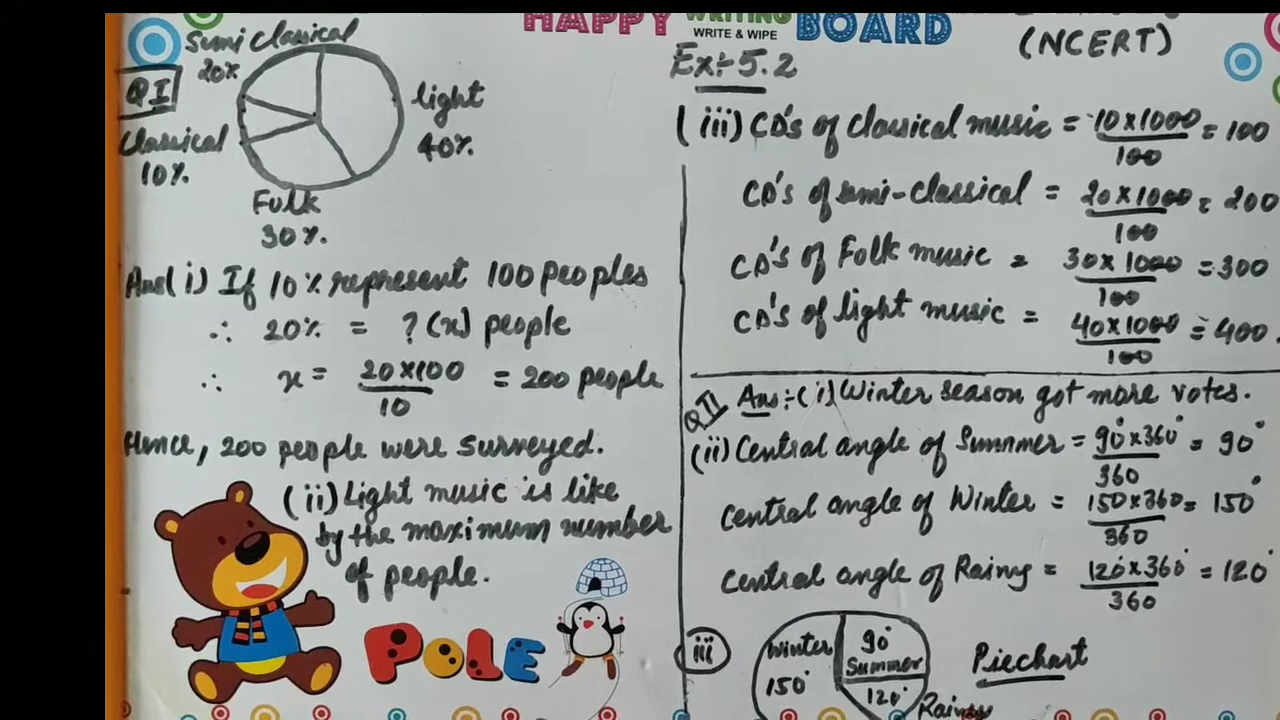 HAPPY WRITING BOARD
WRITE & WIPE
(NCERT)
Semi Classical
20%
QI
light
40%
Classical
10%
Fulk
30%.
Ans(i) If 10% represent 100 peoples
∴ 20% = ? (x) people
∴ x = 20×100/10 = 200 people
Hence, 200 people were surveyed.
(ii) Light music is like
by the maximum number
of people.
POLE
Ex:-5.2
(iii) CD's of classical music = 10×1000/100 = 100
CD's of semi-classical = 20×1000/100 = 200
CD's of Folk music = 30×1000/100 = 300
CD's of light music = 40×1000/100 = 400.
QII Ans:-(i) Winter season got more votes.
(ii) Central angle of Summer = 90°×360°/360 = 90°
Central angle of Winter = 150×360/360 = 150°
Central angle of Rainy = 120×360°/360 = 120°
iii
Winter
150°
90°
Summer
120°
Rainy
Piechart